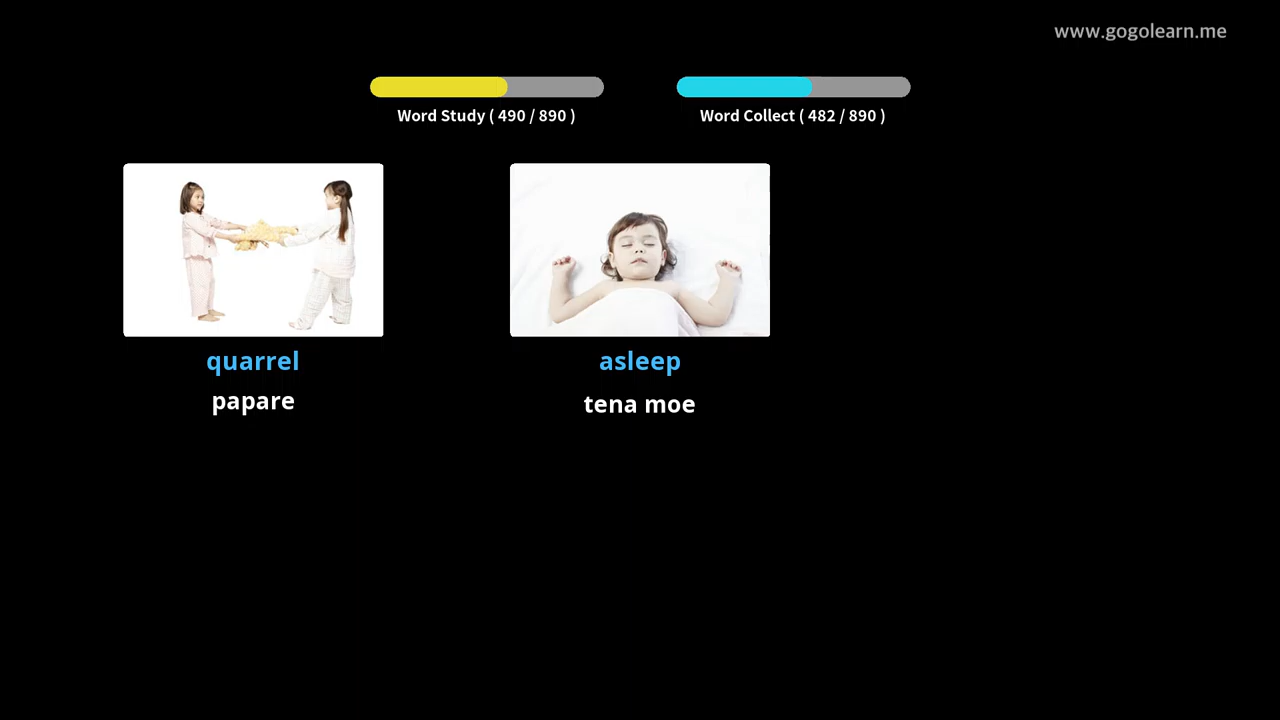 www.gogolearn.me
Word Study ( 490 / 890 )
Word Collect ( 482 / 890 )
quarrel
papare
asleep
tena moe